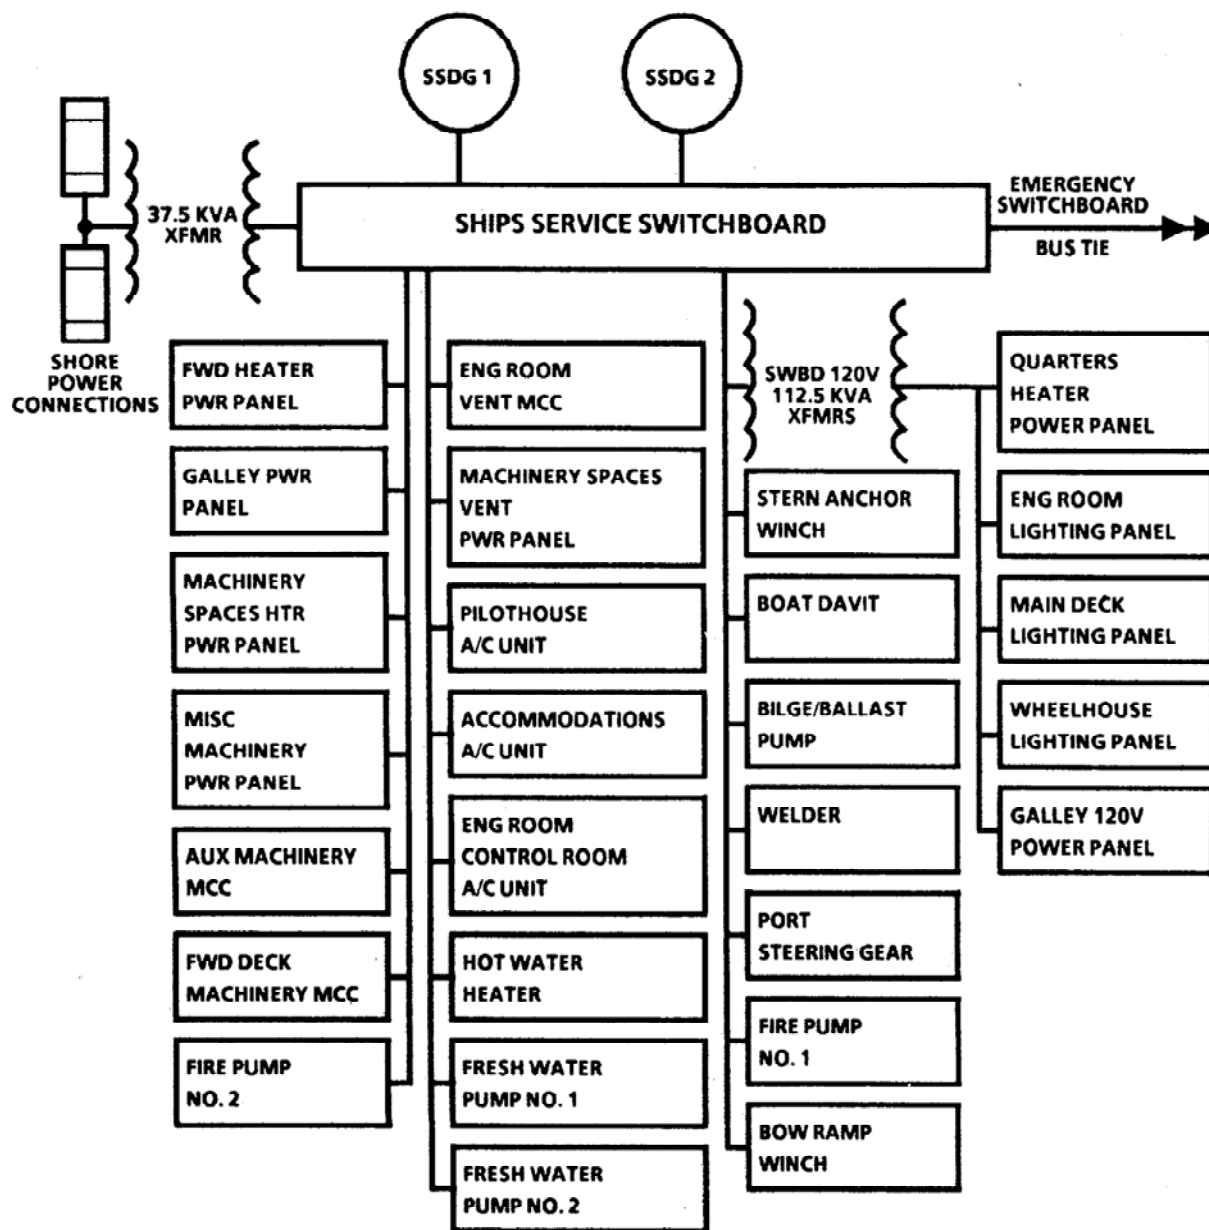 SSDG 1
SSDG 2
37.5 KVA
XFMR
SHIPS SERVICE SWITCHBOARD
EMERGENCY
SWITCHBOARD
BUS TIE
SHORE
POWER
CONNECTIONS
FWD HEATER
PWR PANEL
GALLEY PWR
PANEL
MACHINERY
SPACES HTR
PWR PANEL
MISC
MACHINERY
PWR PANEL
AUX MACHINERY
MCC
FWD DECK
MACHINERY MCC
FIRE PUMP
NO. 2
ENG ROOM
VENT MCC
MACHINERY SPACES
VENT
PWR PANEL
PILOTHOUSE
A/C UNIT
ACCOMMODATIONS
A/C UNIT
ENG ROOM
CONTROL ROOM
A/C UNIT
HOT WATER
HEATER
FRESH WATER
PUMP NO. 1
FRESH WATER
PUMP NO. 2
SWBD 120V
112.5 KVA
XFMRS
STERN ANCHOR
WINCH
BOAT DAVIT
BILGE/BALLAST
PUMP
WELDER
PORT
STEERING GEAR
FIRE PUMP
NO. 1
BOW RAMP
WINCH
QUARTERS
HEATER
POWER PANEL
ENG ROOM
LIGHTING PANEL
MAIN DECK
LIGHTING PANEL
WHEELHOUSE
LIGHTING PANEL
GALLEY 120V
POWER PANEL